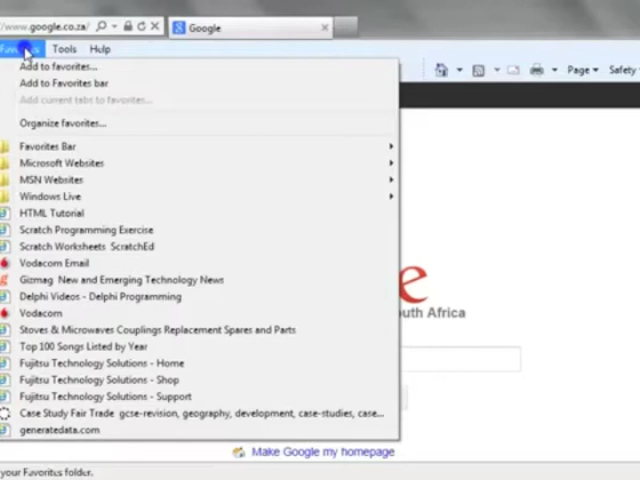 /www.google.co.za/
Google
Favorites Tools Help
Page Safety
Add to favorites...
Add to Favorites bar
Add current tabs to favorites...
Organize favorites...
Favorites Bar
Microsoft Websites
MSN Websites
Windows Live
HTML Tutorial
Scratch Programming Exercise
Scratch Worksheets ScratchEd
Vodacom Email
Gizmag New and Emerging Technology News
Delphi Videos - Delphi Programming
Vodacom
Stoves & Microwaves Couplings Replacement Spares and Parts
Top 100 Songs Listed by Year
Fujitsu Technology Solutions - Home
Fujitsu Technology Solutions - Shop
Fujitsu Technology Solutions - Support
Case Study Fair Trade gcse-revision, geography, development, case-studies, case...
generatedata.com
e
outh Africa
Make Google my homepage
your Favorites folder.